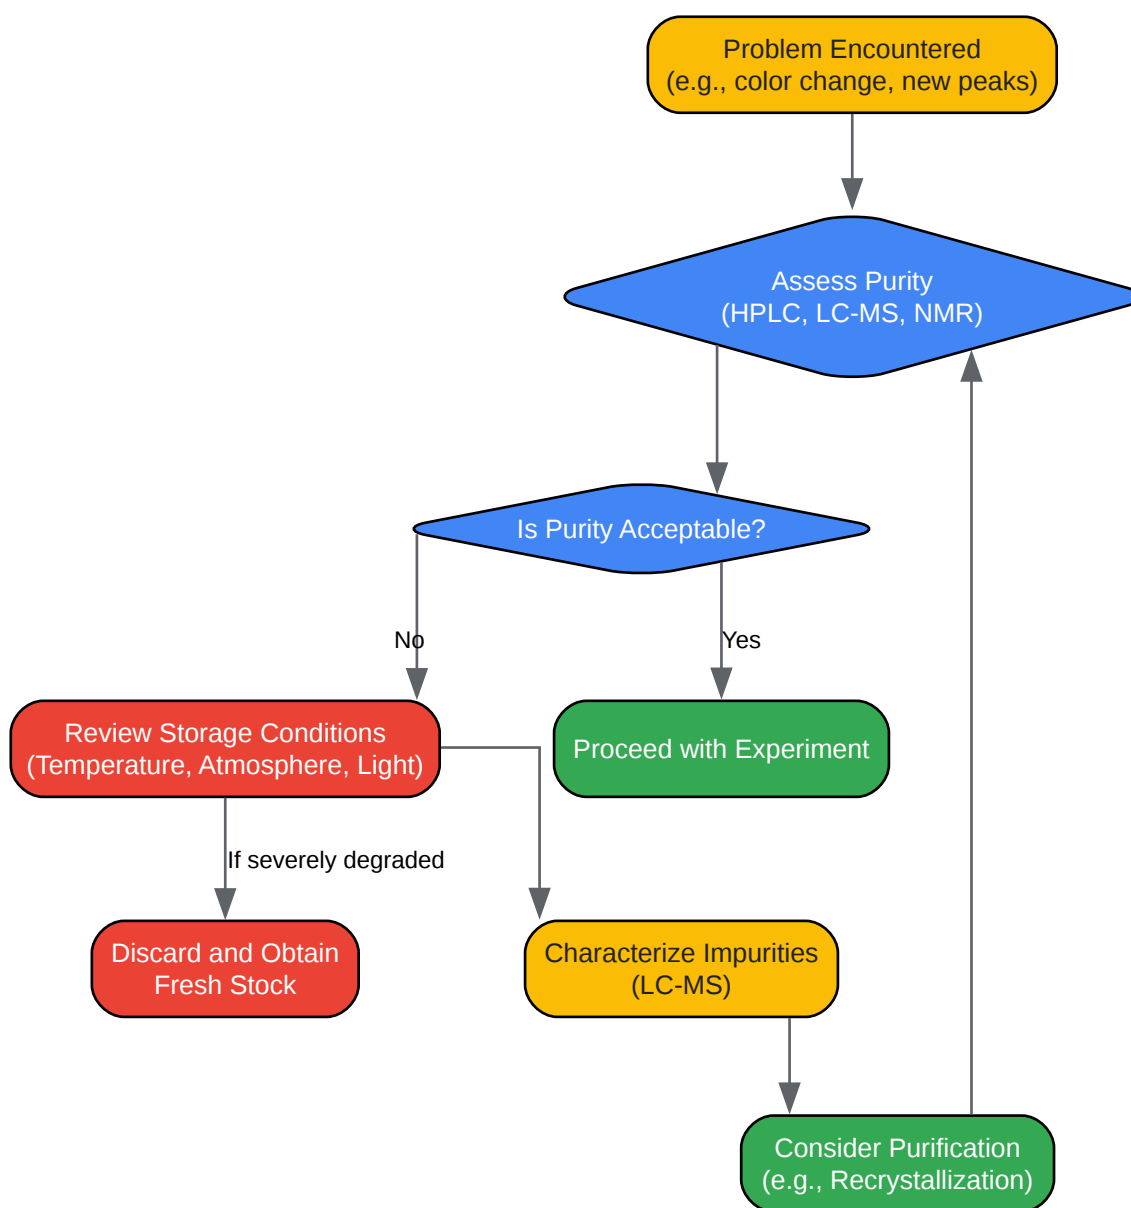 Problem Encountered
(e.g., color change, new peaks)
Assess Purity
(HPLC, LC-MS, NMR)
Is Purity Acceptable?
No
Yes
Review Storage Conditions
(Temperature, Atmosphere, Light)
Proceed with Experiment
If severely degraded
Discard and Obtain
Fresh Stock
Characterize Impurities
(LC-MS)
Consider Purification
(e.g., Recrystallization)